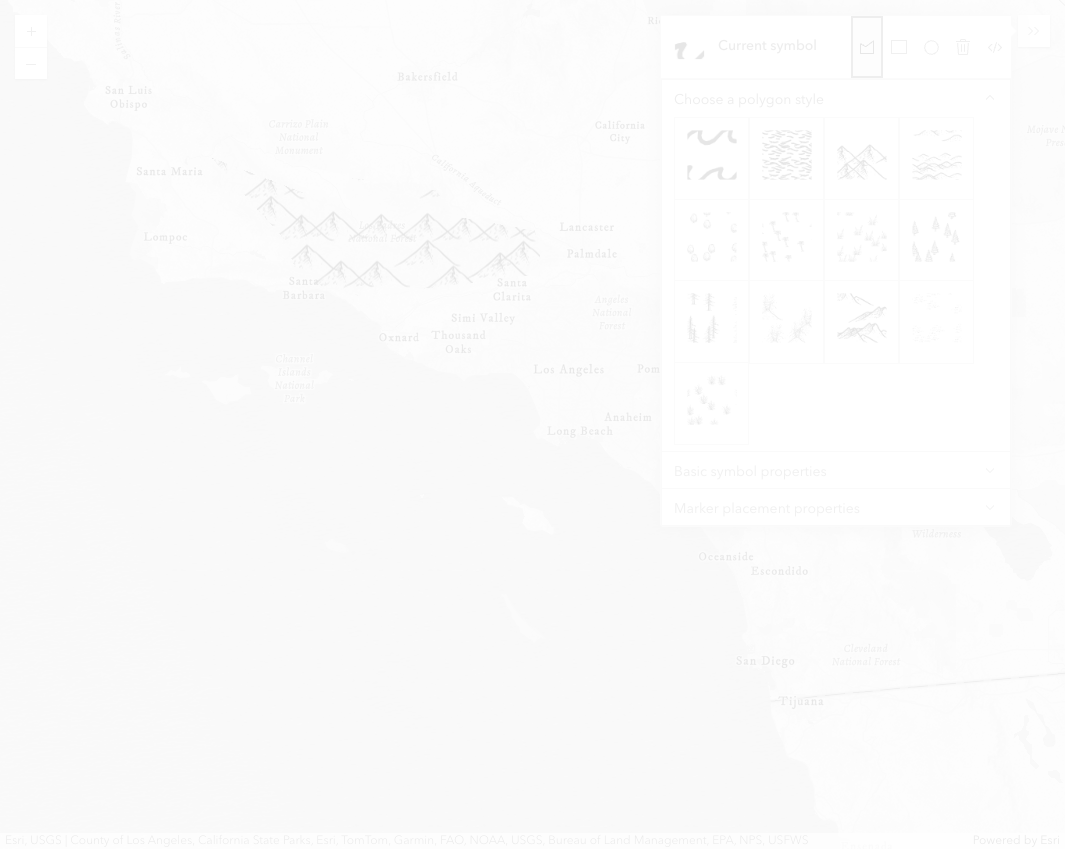 Current symbol
Choose a polygon style
Basic symbol properties
Marker placement properties
Bakersfield
San Luis
Obispo
Carrizo Plain
National
Monument
California
City
Santa Maria
California Aqueduct
Lompoc
Lancaster
National Forest
Palmdale
Santa
Barbara
Santa
Clarita
Angeles
National
Forest
Simi Valley
Oxnard
Thousand
Oaks
Channel
Islands
National
Park
Los Angeles
Pom
Anaheim
Long Beach
Wilderness
Oceanside
Escondido
Cleveland
National Forest
San Diego
Tijuana
Esri, USGS | County of Los Angeles, California State Parks, Esri, TomTom, Garmin, FAO, NOAA, USGS, Bureau of Land Management, EPA, NPS, USFWS
Powered by Esri